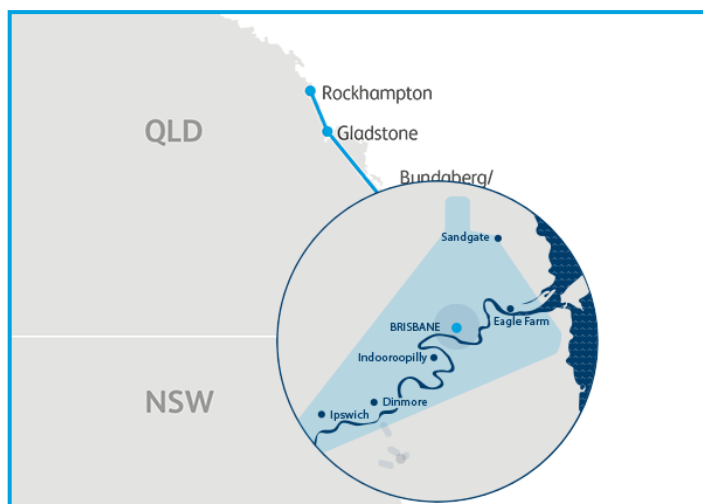 Rockhampton
QLD
Gladstone
Bundaberg/
Sandgate
Eagle Farm
BRISBANE
Indooroopilly
NSW
Dinmore
Ipswich